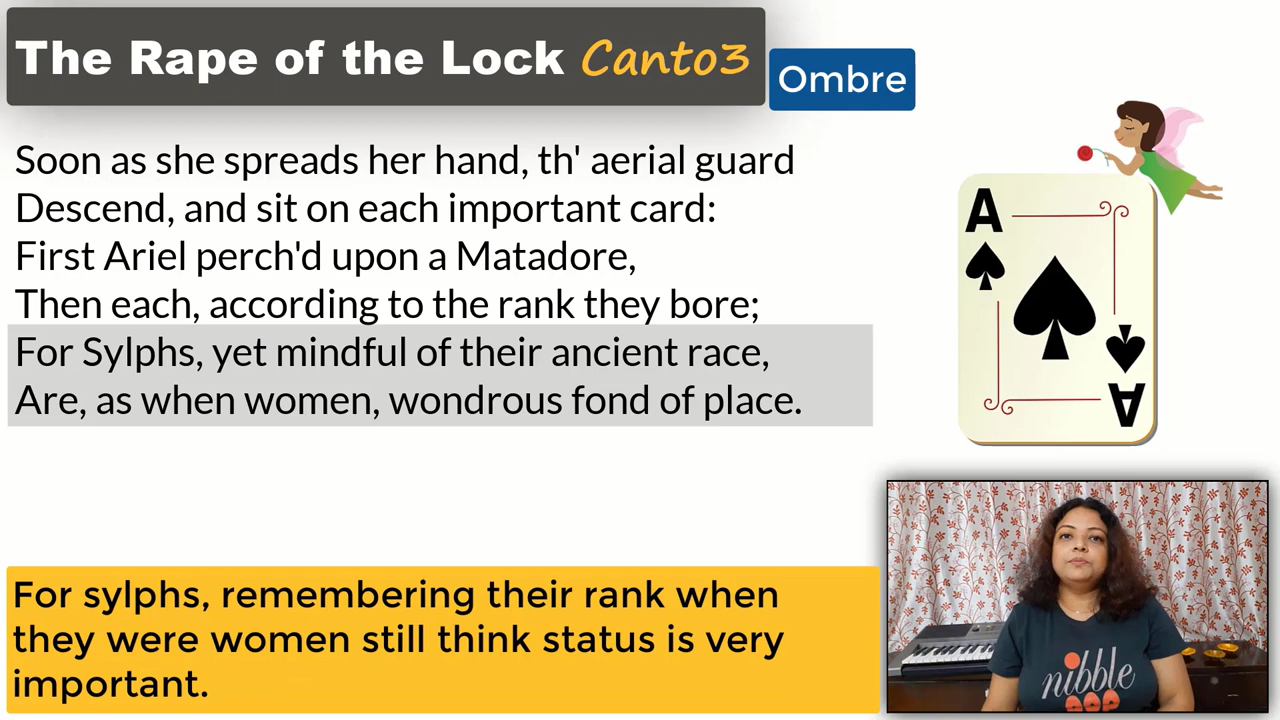 The Rape of the Lock Canto3
Ombre
Soon as she spreads her hand, th' aerial guard
Descend, and sit on each important card:
First Ariel perch'd upon a Matadore,
Then each, according to the rank they bore;
For Sylphs, yet mindful of their ancient race,
Are, as when women, wondrous fond of place.
A
A
For sylphs, remembering their rank when
they were women still think status is very
important.
nibble